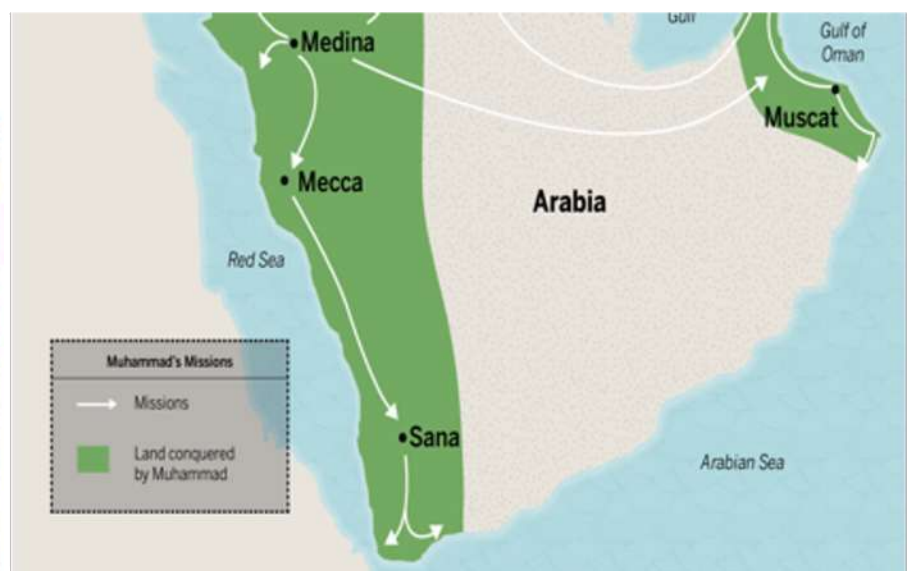 Gulf
Gulf of
Oman
Medina
Muscat
Mecca
Arabia
Red Sea
Muhammad's Missions
Missions
Land conquered
by Muhammad
Sana
Arabian Sea